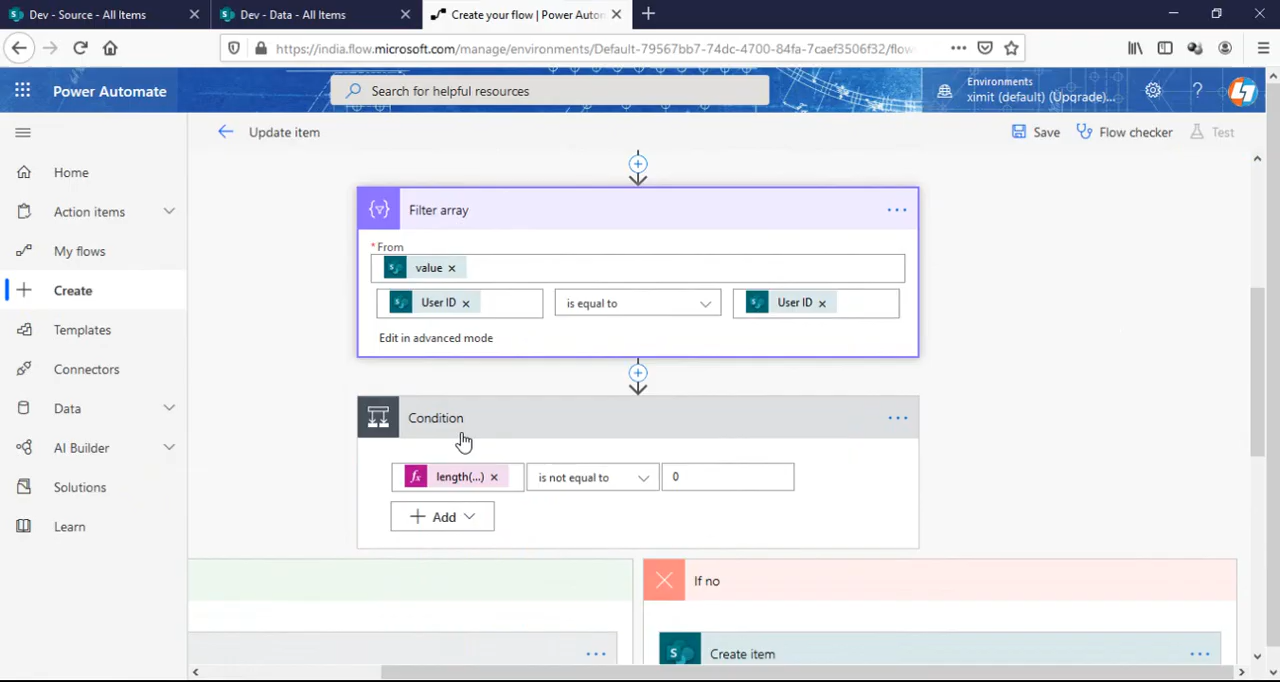 Dev - Source - All Items
Dev - Data - All Items
Create your flow | Power Autom
https://india.flow.microsoft.com/manage/environments/Default-79567bb7-74dc-4700-84fa-7caef3506f32/flow
Power Automate
Search for helpful resources
Environments
ximit (default) (Upgrade)...
Update item
Save
Flow checker
Test
Home
Action items
My flows
Create
Templates
Connectors
Data
AI Builder
Solutions
Learn
Filter array
* From
value
User ID
is equal to
User ID
Edit in advanced mode
Condition
fx length(...)
is not equal to
0
Add
If no
Create item